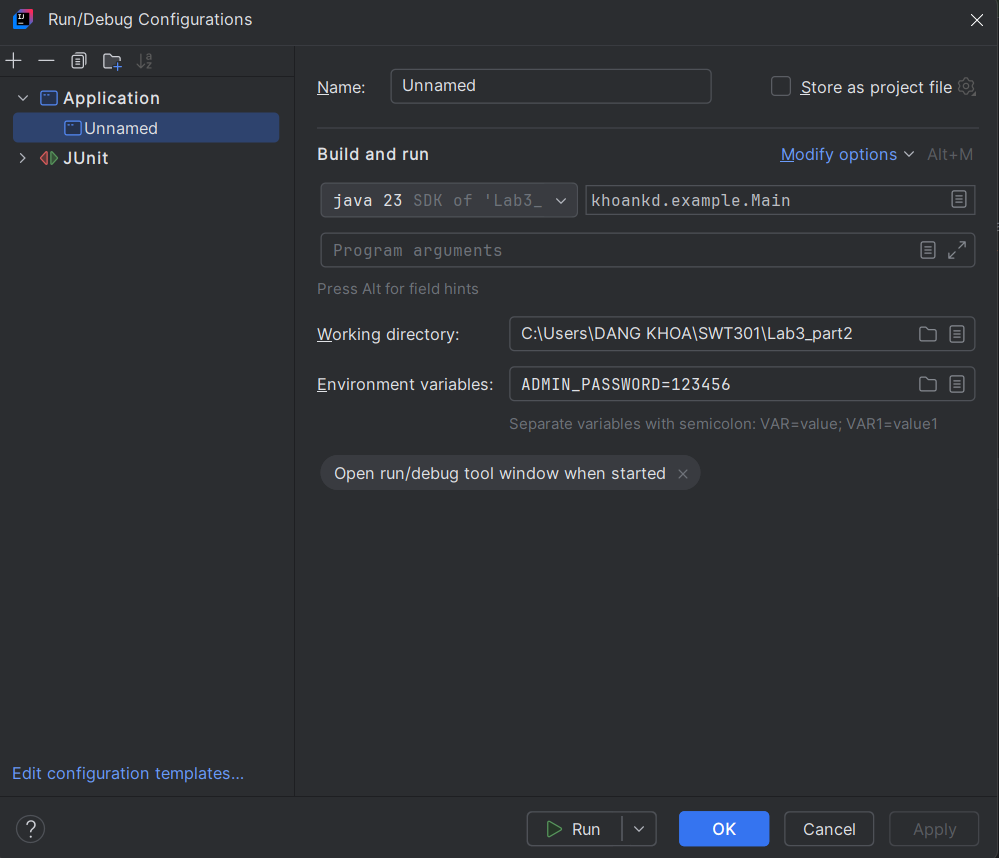 Run/Debug Configurations
Application
Unnamed
JUnit
Name: Unnamed Store as project file
Build and run Modify options Alt+M
java 23 SDK of 'Lab3_ khoankd.example.Main
Program arguments
Press Alt for field hints
Working directory: C:\Users\DANG KHOA\SWT301\Lab3_part2
Environment variables: ADMIN_PASSWORD=123456
Separate variables with semicolon: VAR=value; VAR1=value1
Open run/debug tool window when started
Edit configuration templates...
? Run OK Cancel Apply